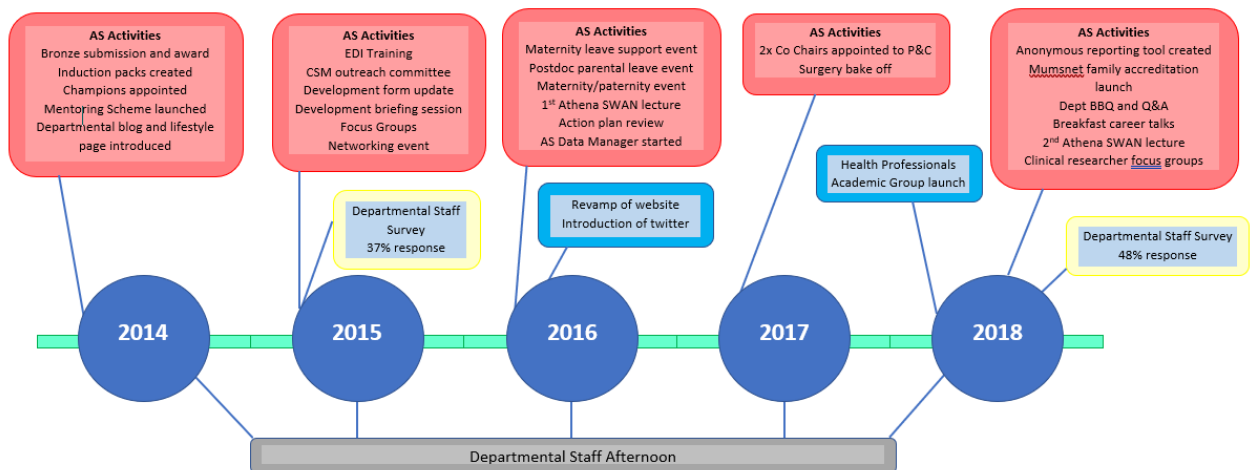 AS Activities
Bronze submission and award
Induction packs created
Champions appointed
Mentoring Scheme launched
Departmental blog and lifestyle
page introduced
AS Activities
EDI Training
CSM outreach committee
Development form update
Development briefing session
Focus Groups
Networking event
AS Activities
Maternity leave support event
Postdoc parental leave event
Maternity/paternity event
1st Athena SWAN lecture
Action plan review
AS Data Manager started
AS Activities
2x Co Chairs appointed to P&C
Surgery bake off
AS Activities
Anonymous reporting tool created
Mumsnet family accreditation
launch
Dept BBQ and Q&A
Breakfast career talks
2nd Athena SWAN lecture
Clinical researcher focus groups
Departmental Staff
Survey
37% response
Revamp of website
Introduction of twitter
Health Professionals
Academic Group launch
Departmental Staff Survey
48% response
2014
2015
2016
2017
2018
Departmental Staff Afternoon